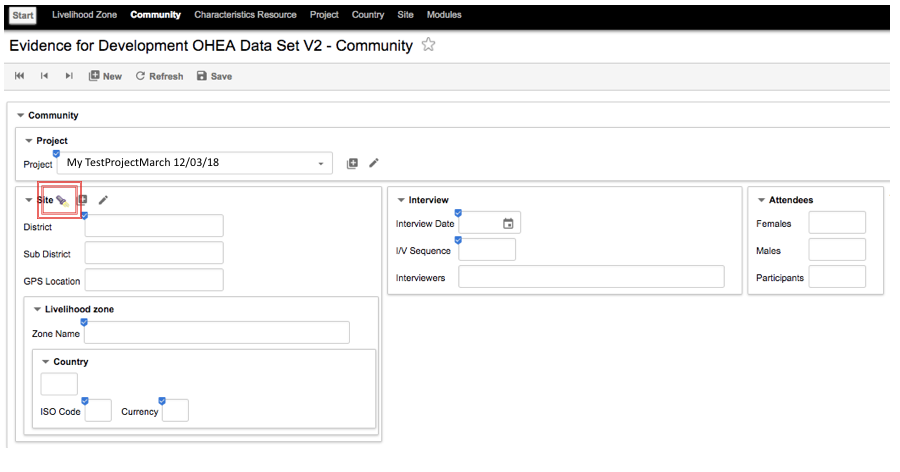 Start Livelihood Zone Community Characteristics Resource Project Country Site Modules
Evidence for Development OHEA Data Set V2 - Community
New Refresh Save
Community
Project
Project My TestProjectMarch 12/03/18
Site
District
Sub District
GPS Location
Livelihood zone
Zone Name
Country
ISO Code Currency
Interview
Interview Date
I/V Sequence
Interviewers
Attendees
Females
Males
Participants